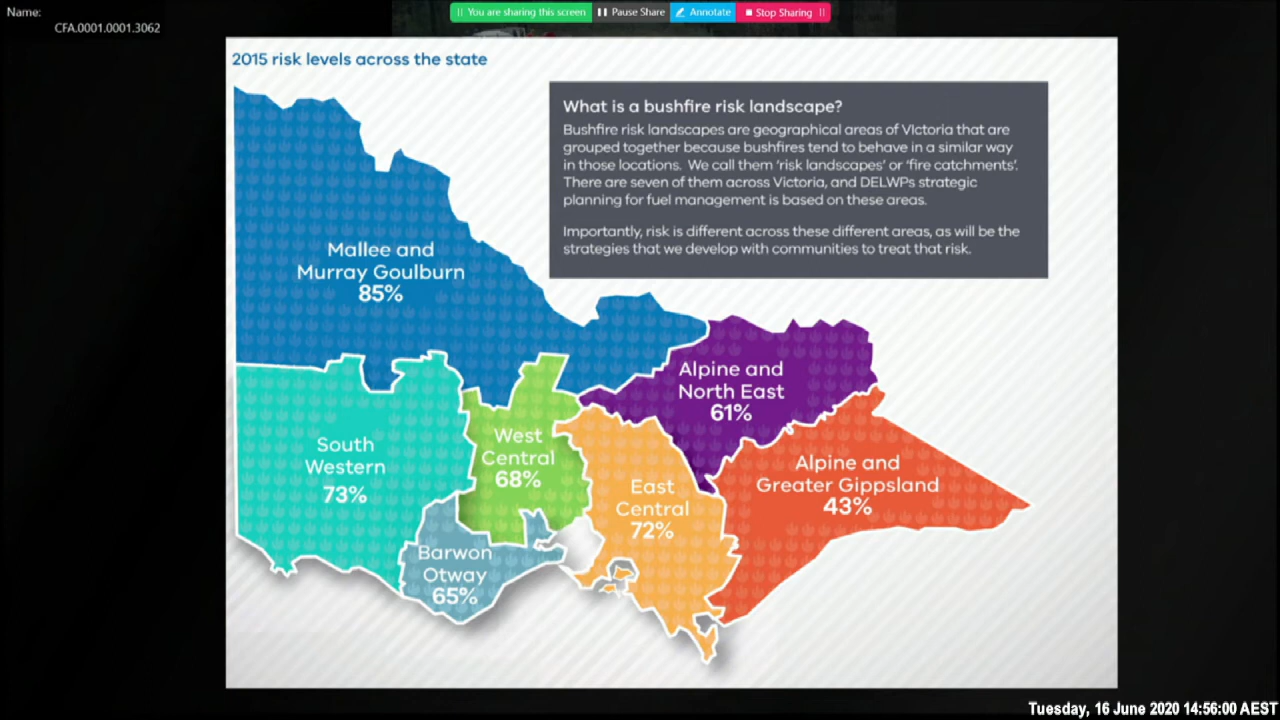 Name:
CFA.0001.0001.3062
You are sharing this screen
Pause Share
Annotate
Stop Sharing
2015 risk levels across the state
What is a bushfire risk landscape?
Bushfire risk landscapes are geographical areas of VIctoria that are
grouped together because bushfires tend to behave in a similar way
in those locations. We call them 'risk landscapes' or 'fire catchments'.
There are seven of them across Victoria, and DELWPs strategic
planning for fuel management is based on these areas.
Importantly, risk is different across these different areas, as will be the
strategies that we develop with communities to treat that risk.
Mallee and
Murray Goulburn
85%
Alpine and
North East
61%
South
Western
73%
West
Central
68%
East
Central
72%
Alpine and
Greater Gippsland
43%
Barwon
Otway
65%
Tuesday, 16 June 2020 14:56:00 AEST